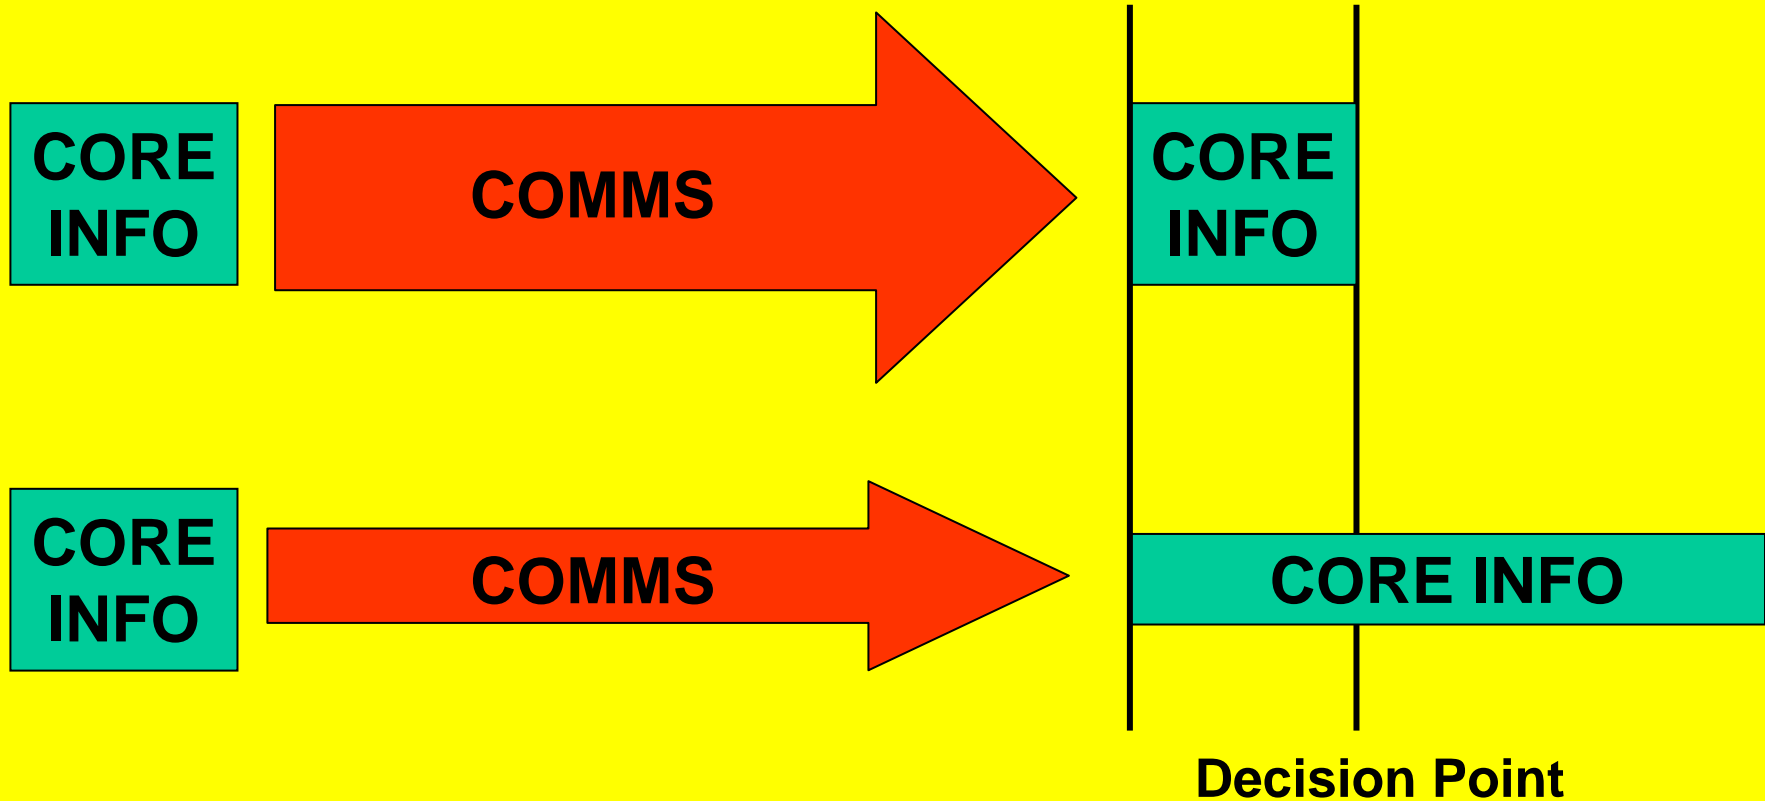 CORE
INFO
COMMS
CORE
INFO
CORE
INFO
COMMS
CORE INFO
Decision Point